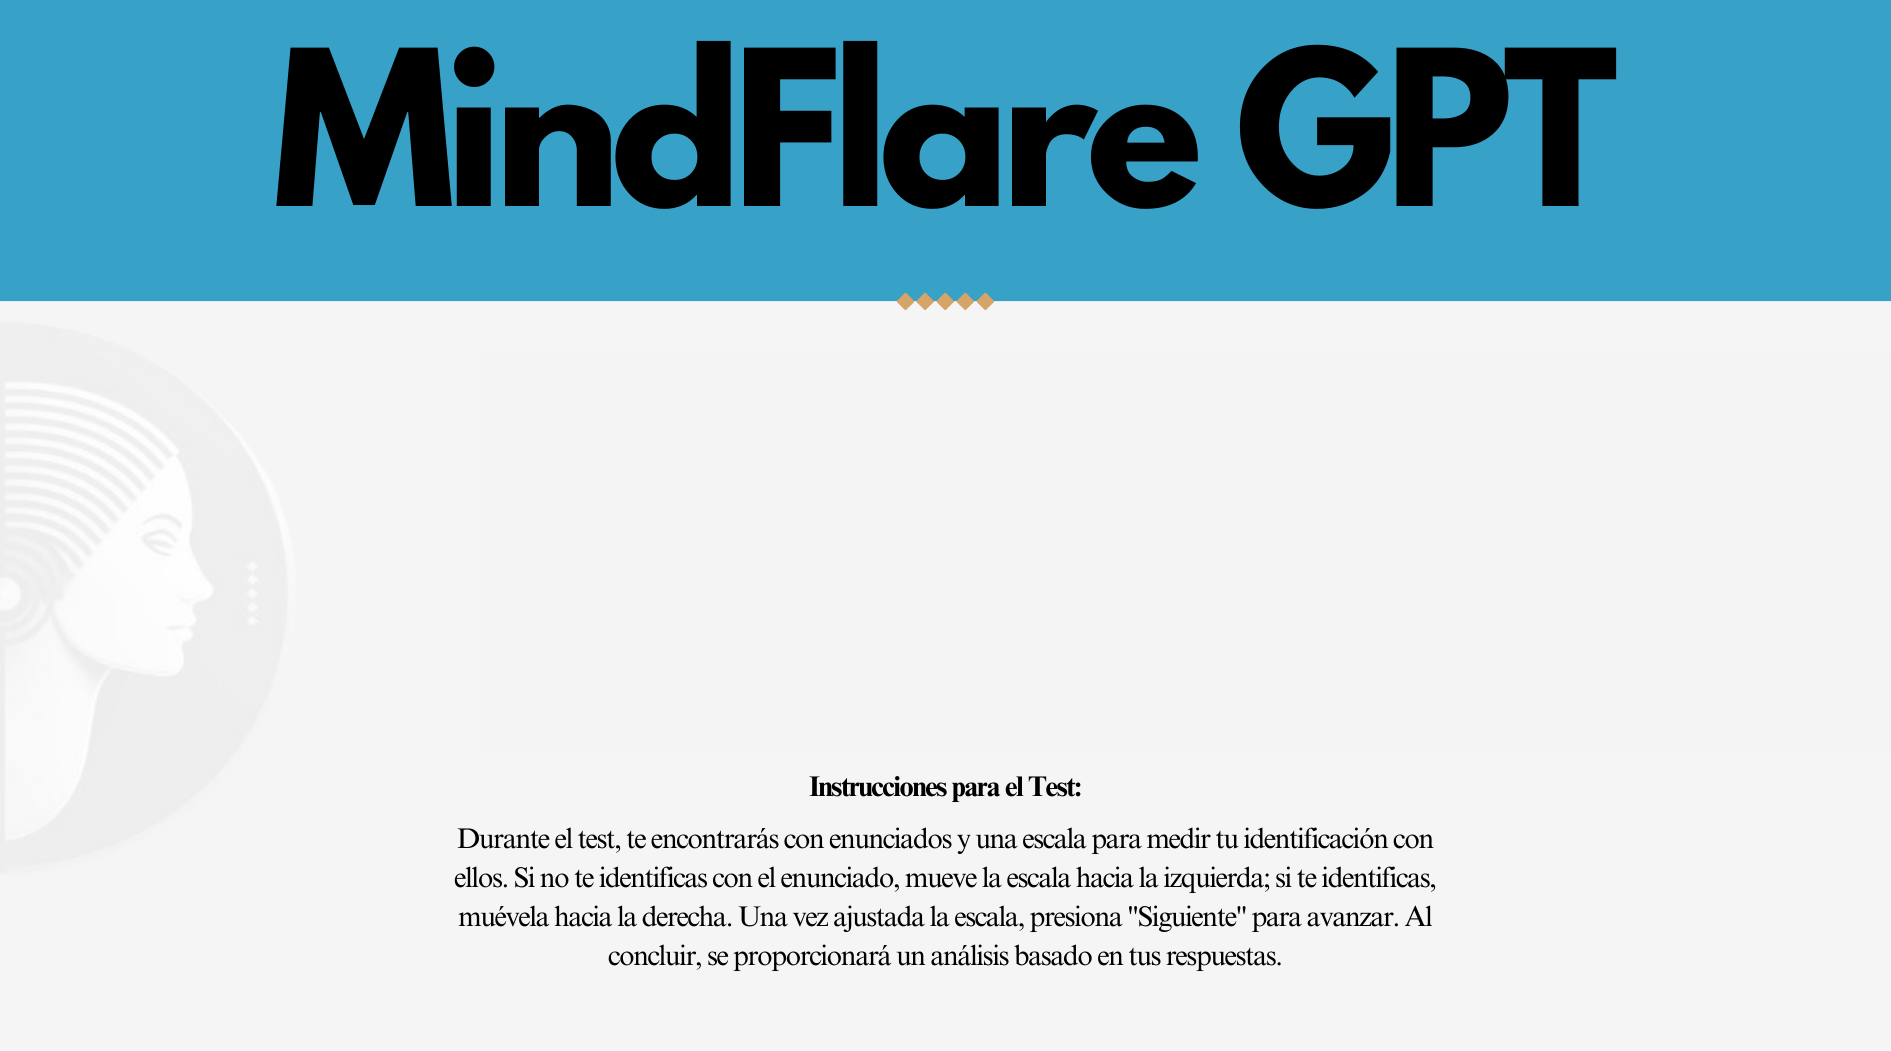 MindFlare GPT
Instrucciones para el Test:
Durante el test, te encontrarás con enunciados y una escala para medir tu identificación con
ellos. Si no te identificas con el enunciado, mueve la escala hacia la izquierda; si te identificas,
muévela hacia la derecha. Una vez ajustada la escala, presiona "Siguiente" para avanzar. Al
concluir, se proporcionará un análisis basado en tus respuestas.